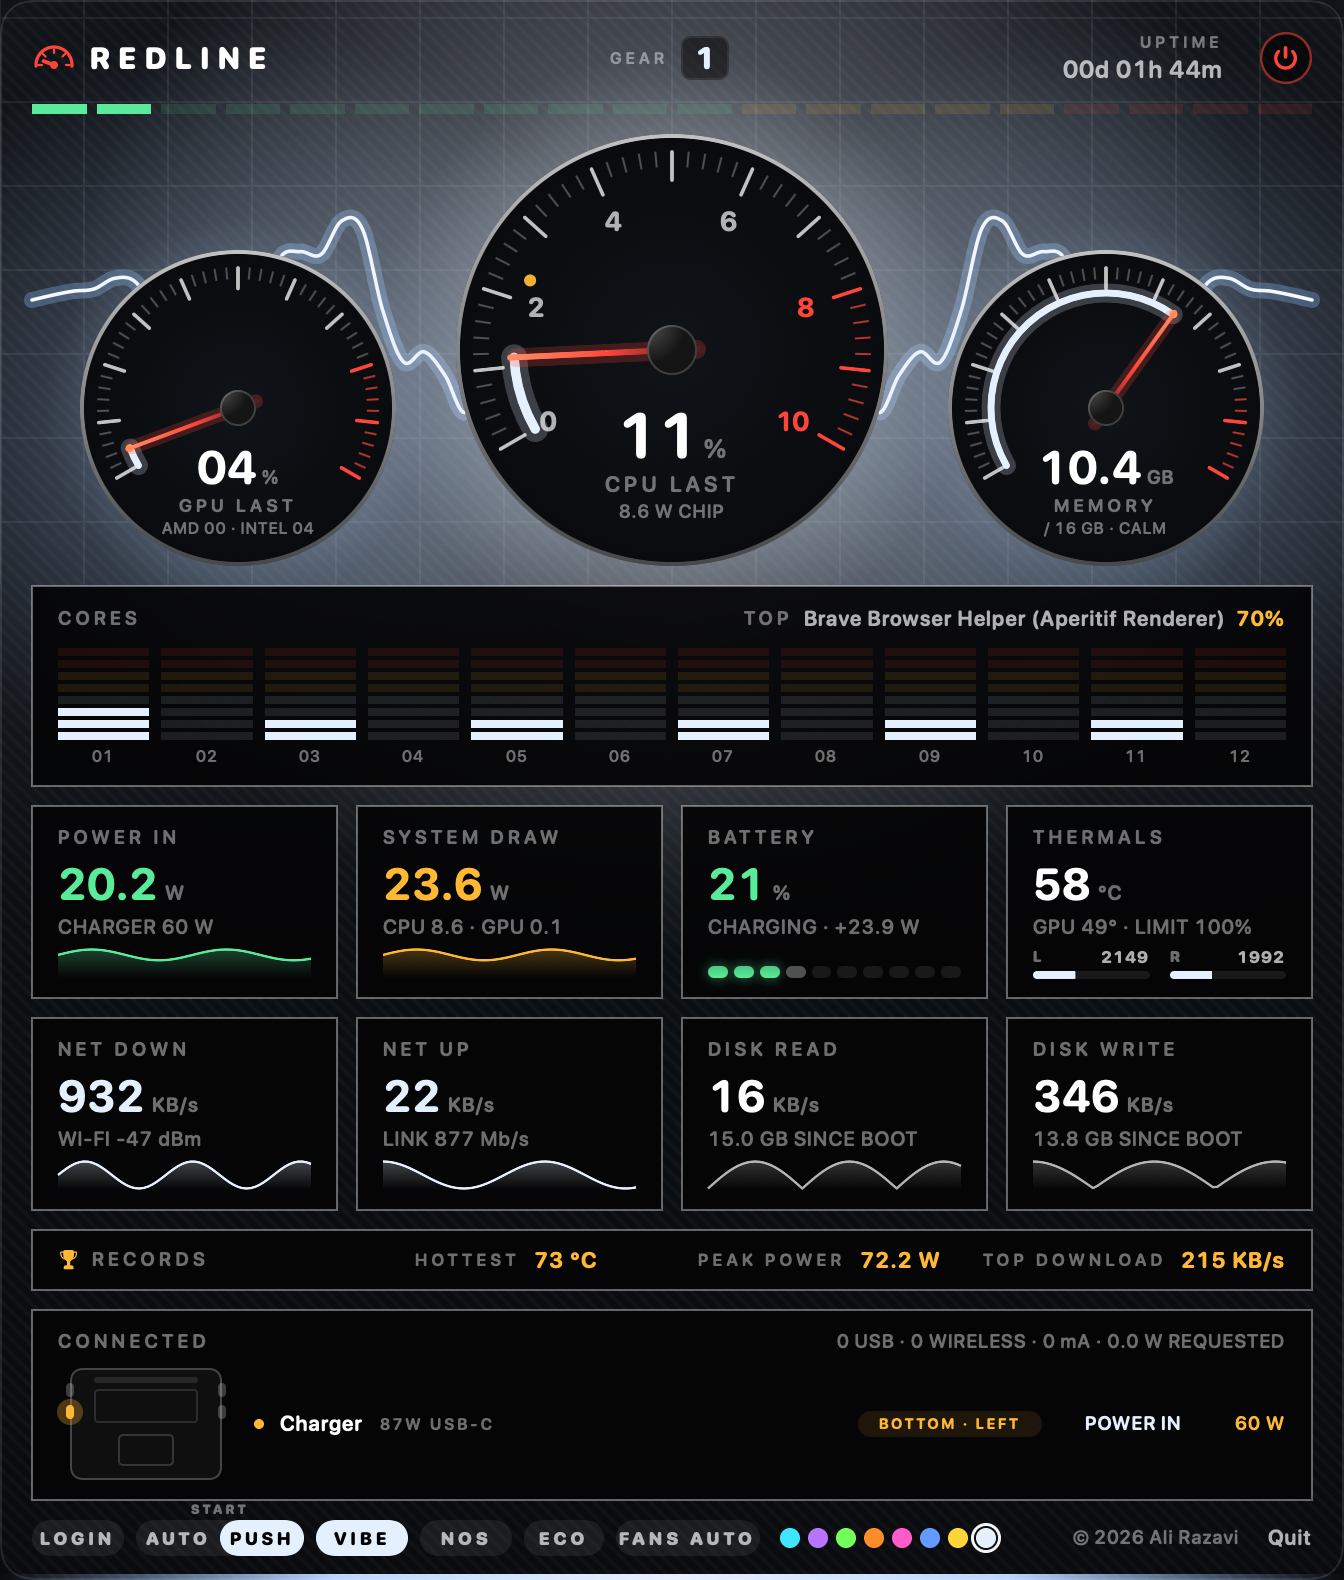 REDLINE
GEAR 1
UPTIME
00d 01h 44m
0 2 4 6 8 10
04 %
GPU LAST
AMD 00 · INTEL 04
11 %
CPU LAST
8.6 W CHIP
10.4 GB
MEMORY
/ 16 GB · CALM
CORES
TOP Brave Browser Helper (Aperitif Renderer) 70%
01 02 03 04 05 06 07 08 09 10 11 12
POWER IN
20.2 W
CHARGER 60 W
SYSTEM DRAW
23.6 W
CPU 8.6 · GPU 0.1
BATTERY
21 %
CHARGING · +23.9 W
THERMALS
58 °C
GPU 49° · LIMIT 100%
L 2149 R 1992
NET DOWN
932 KB/s
WI-FI -47 dBm
NET UP
22 KB/s
LINK 877 Mb/s
DISK READ
16 KB/s
15.0 GB SINCE BOOT
DISK WRITE
346 KB/s
13.8 GB SINCE BOOT
RECORDS HOTTEST 73 °C PEAK POWER 72.2 W TOP DOWNLOAD 215 KB/s
CONNECTED 0 USB · 0 WIRELESS · 0 mA · 0.0 W REQUESTED
Charger 87W USB-C BOTTOM · LEFT POWER IN 60 W
START
LOGIN AUTO PUSH VIBE NOS ECO FANS AUTO © 2026 Ali Razavi Quit